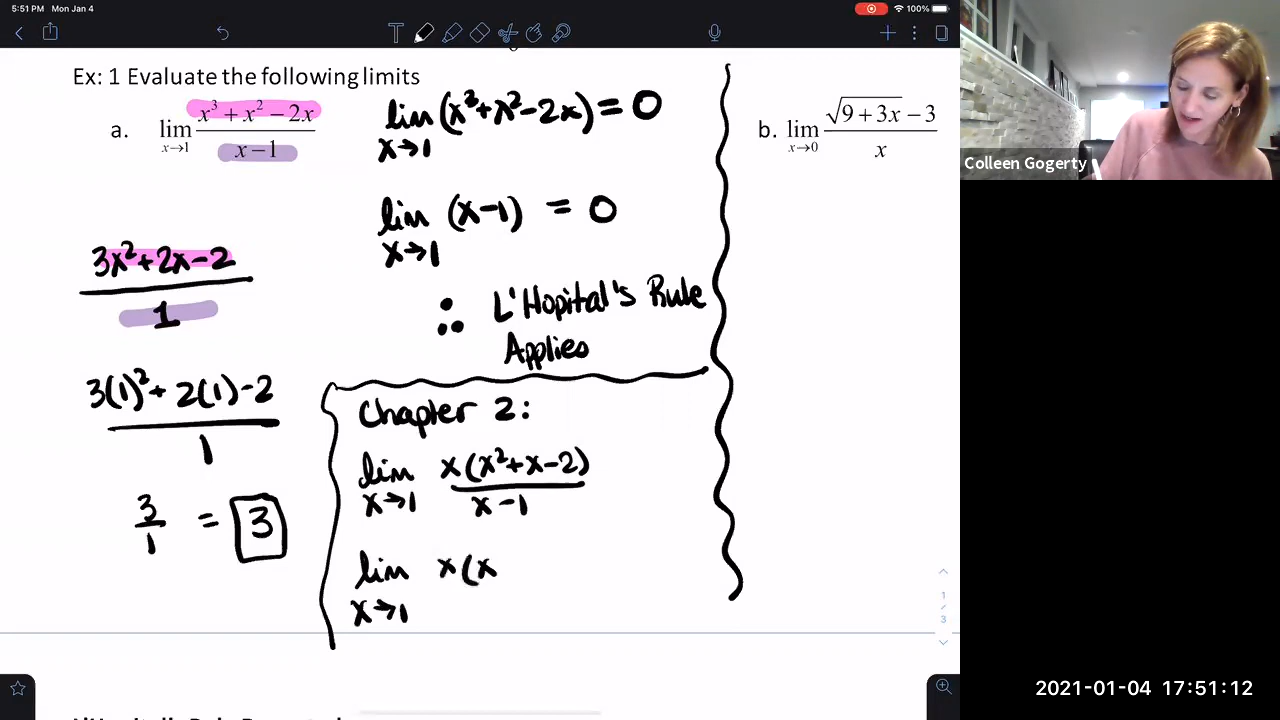 5:51 PM Mon Jan 4
100%
Ex: 1 Evaluate the following limits
a. lim x→1 (x³ + x² − 2x)/(x − 1)
lim x→1 (x³+x²-2x) = 0
lim x→1 (x-1) = 0
∴ L'Hopital's Rule
Applies
(3x²+2x-2)/1
(3(1)²+2(1)-2)/1
3/1 = 3
Chapter 2:
lim x→1 x(x²+x-2)/(x-1)
lim x→1 x(x
b. lim x→0 (√(9 + 3x) − 3)/x
1
/
3
Colleen Gogerty
2021-01-04 17:51:12